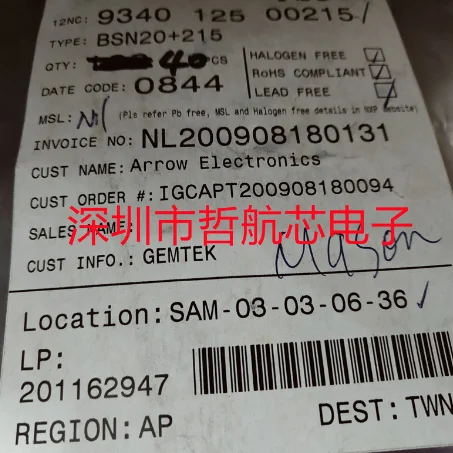 12NC: 9340 125 00215/
TYPE: BSN20+215
QTY: 40 CS
HALOGEN FREE ✓
RoHS COMPLIANT ✓
LEAD FREE ✓
DATE CODE: 0844
MSL: Nil (Pls refer Pb free, MSL and Halogen free details in NXP website)
INVOICE NO: NL200908180131
CUST NAME: Arrow Electronics
CUST ORDER #: IGCAPT200908180094
深圳市哲航芯电子
SALES NAME:
CUST INFO.: GEMTEK
Mason
Location: SAM-03-03-06-36 ✓
LP:
201162947
REGION: AP
DEST: TWN